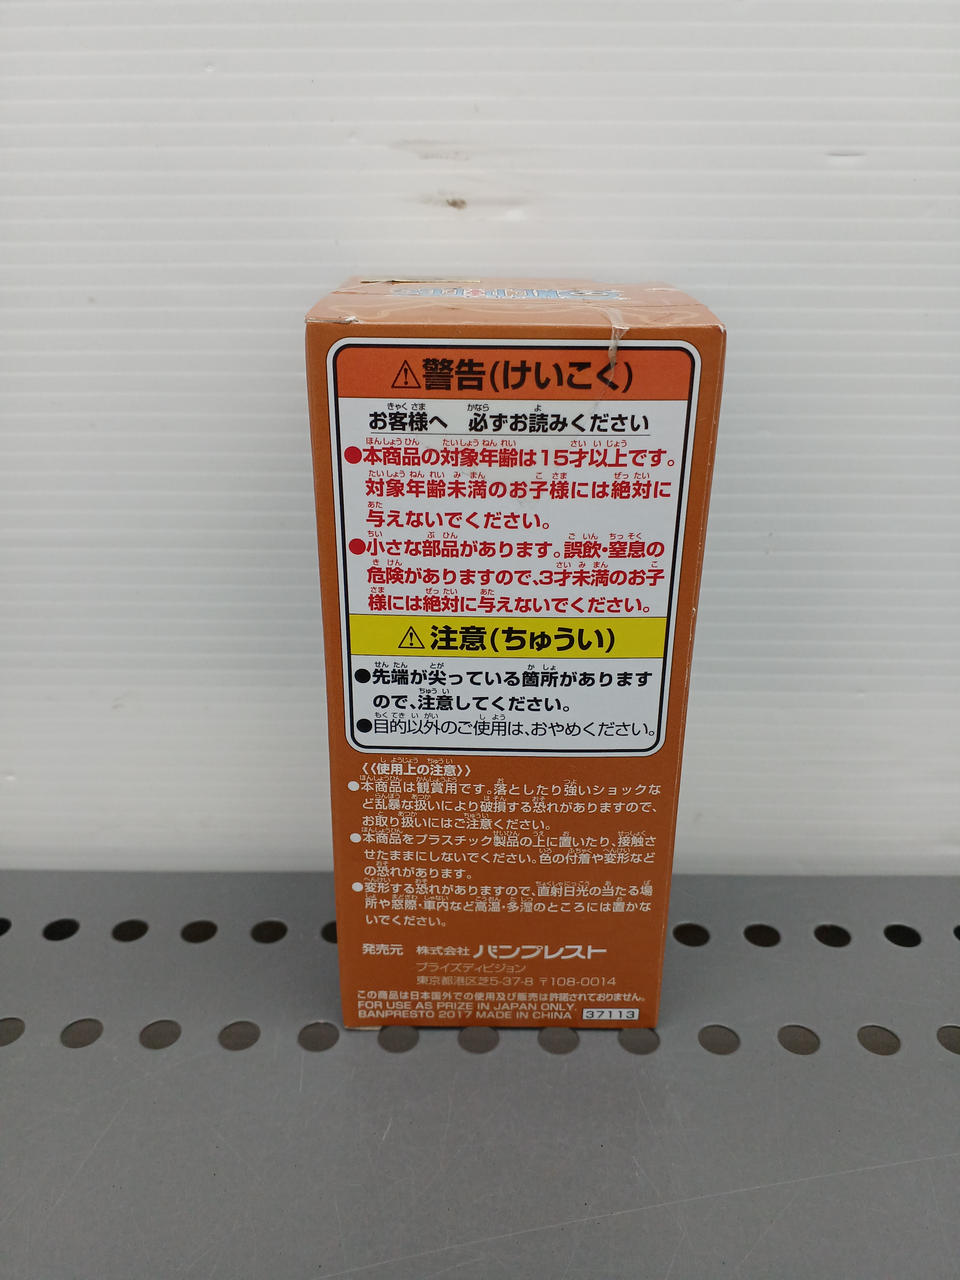 ⚠警告(けいこく)
お客様へ 必ずお読みください
●本商品の対象年齢は15才以上です。
対象年齢未満のお子様には絶対に
与えないでください。
●小さな部品があります。誤飲・窒息の
危険がありますので、3才未満のお子
様には絶対に与えないでください。
⚠注意(ちゅうい)
●先端が尖っている箇所があります
ので、注意してください。
●目的以外のご使用は、おやめください。
〈〈使用上の注意〉〉
●本商品は観賞用です。落としたり強いショックな
ど乱暴な扱いにより破損する恐れがありますので、
お取り扱いにはご注意ください。
●本商品をプラスチック製品の上に置いたり、接触さ
せたままにしないでください。色の付着や変形など
の恐れがあります。
●変形する恐れがありますので、直射日光の当たる場
所や窓際・車内など高温・多湿のところには置かな
いでください。
発売元 株式会社 バンプレスト
プライズディビジョン
東京都港区芝5-37-8 〒108-0014
この商品は日本国外での使用及び販売は許諾されておりません。
FOR USE AS PRIZE IN JAPAN ONLY.
BANPRESTO 2017 MADE IN CHINA 37113